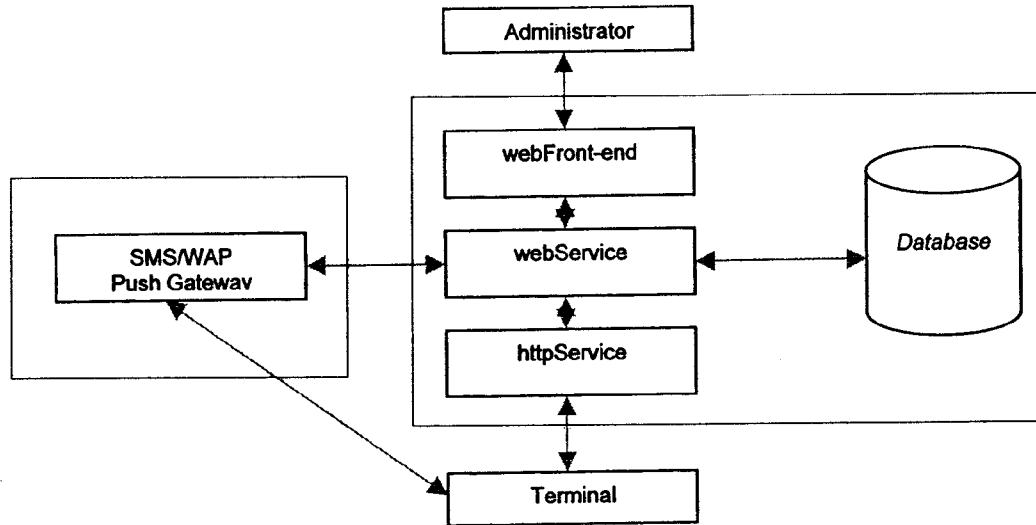 Administrator
webFront-end
SMS/WAP
Push Gatewav
webService
Database
httpService
Terminal